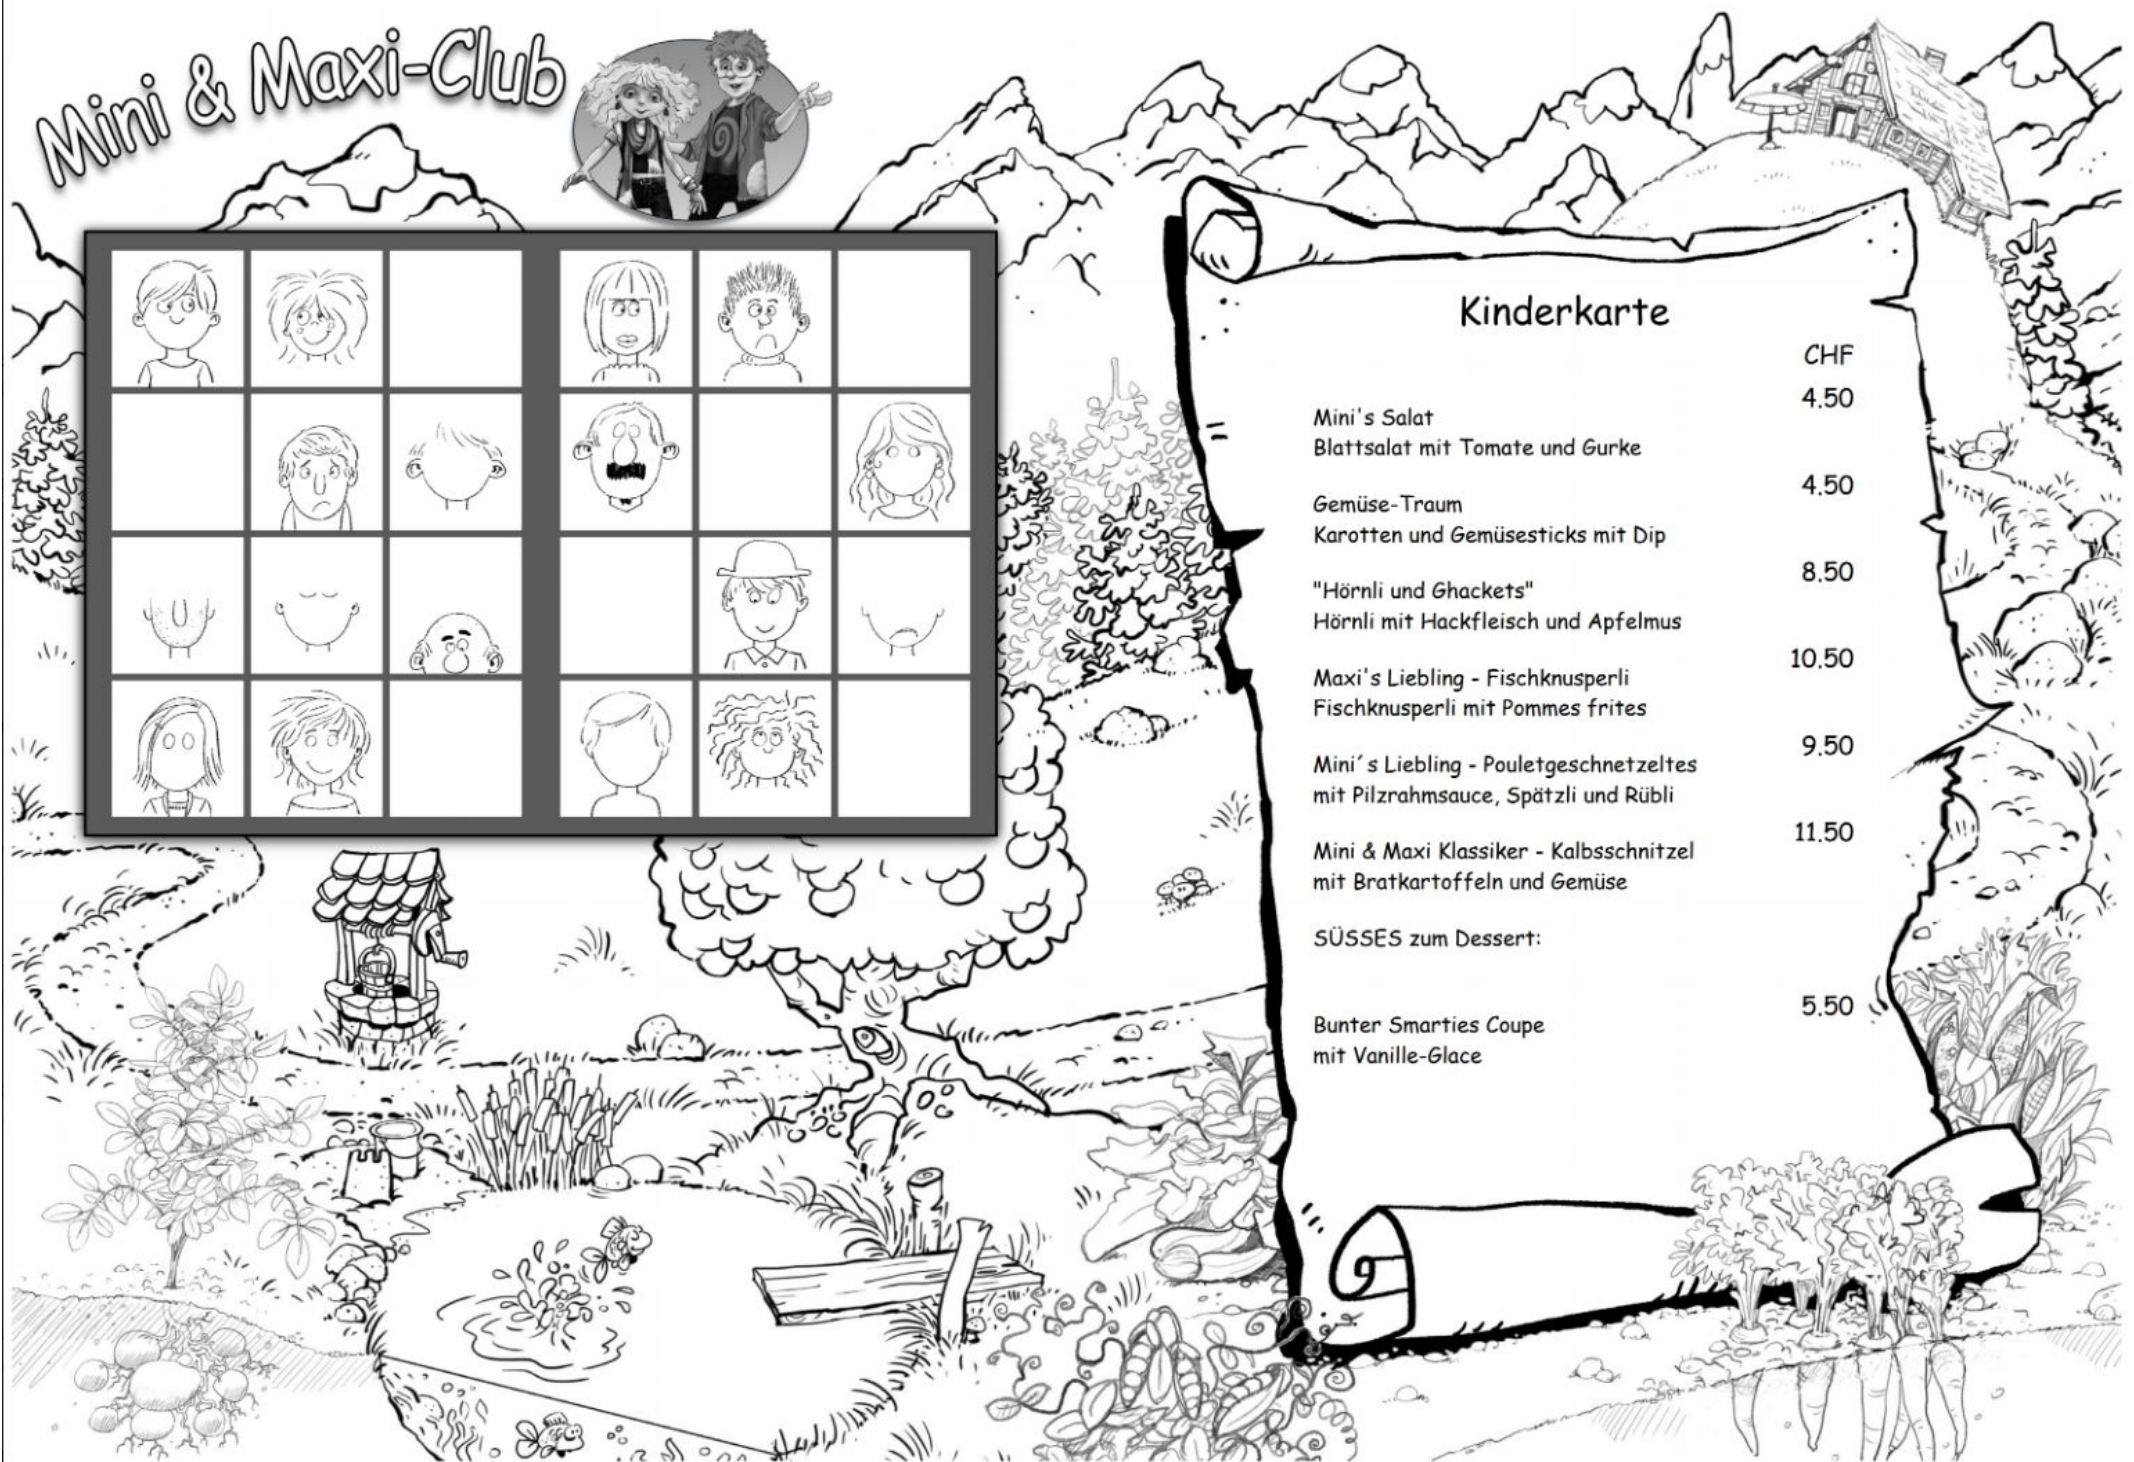 Mini & Maxi-Club
Kinderkarte
CHF
4.50
Mini's Salat
Blattsalat mit Tomate und Gurke
4.50
Gemüse-Traum
Karotten und Gemüsesticks mit Dip
8.50
"Hörnli und Ghackets"
Hörnli mit Hackfleisch und Apfelmus
10.50
Maxi's Liebling - Fischknusperli
Fischknusperli mit Pommes frites
9.50
Mini´s Liebling - Pouletgeschnetzeltes
mit Pilzrahmsauce, Spätzli und Rübli
11.50
Mini & Maxi Klassiker - Kalbsschnitzel
mit Bratkartoffeln und Gemüse
SÜSSES zum Dessert:
5.50
Bunter Smarties Coupe
mit Vanille-Glace